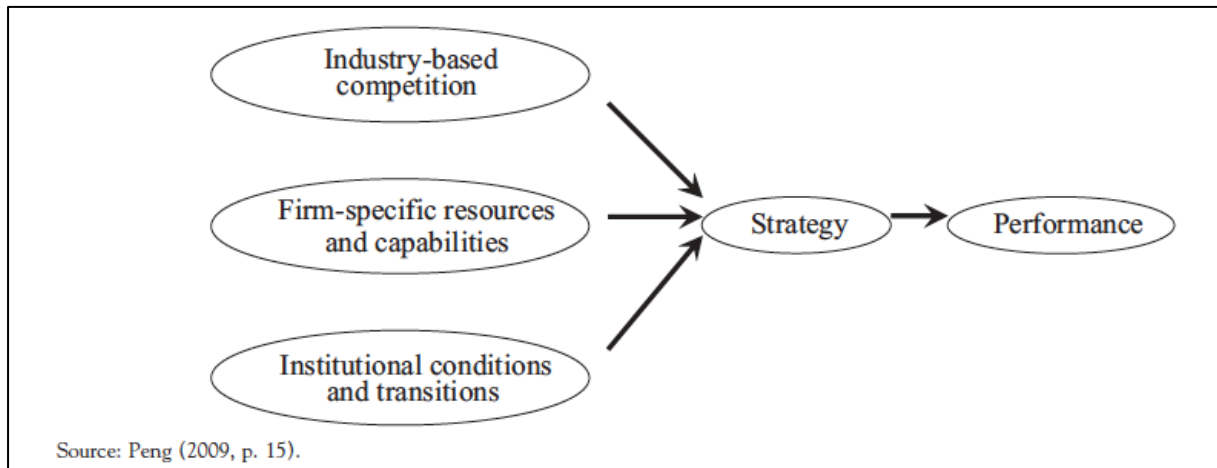 Industry-based
competition
Firm-specific resources
and capabilities
Strategy
Performance
Institutional conditions
and transitions
Source: Peng (2009, p. 15).